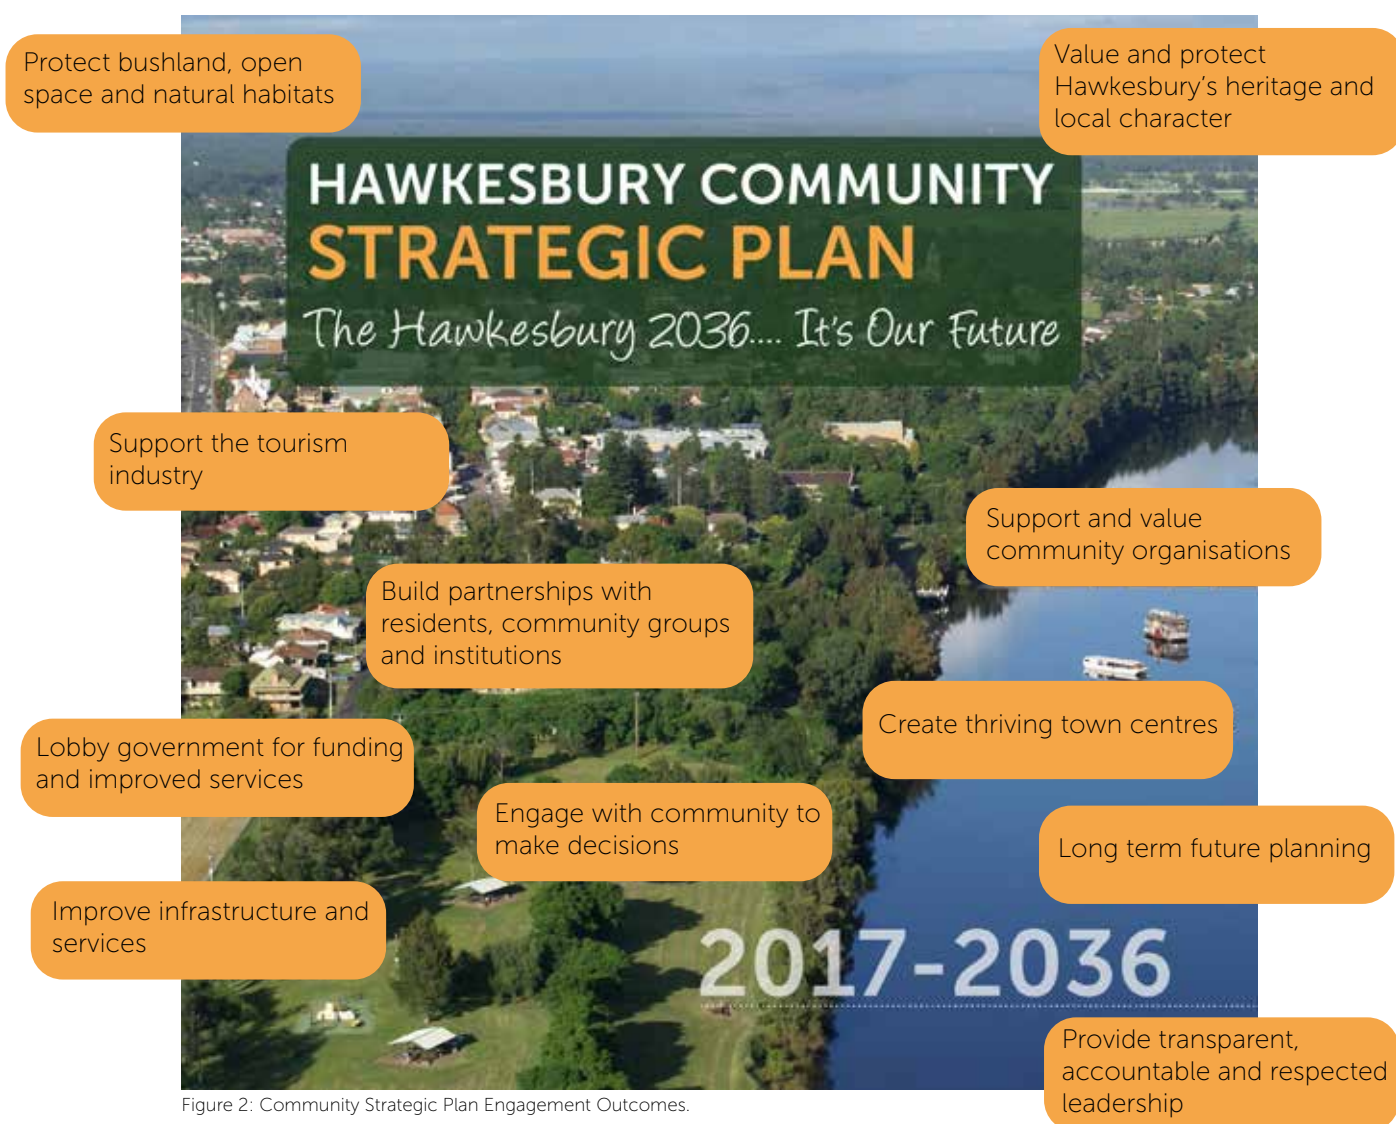 Protect bushland, open
space and natural habitats
Value and protect
Hawkesbury's heritage and
local character
HAWKESBURY COMMUNITY
STRATEGIC PLAN
The Hawkesbury 2036.... It's Our Future
Support the tourism
industry
Support and value
community organisations
Build partnerships with
residents, community groups
and institutions
Create thriving town centres
Lobby government for funding
and improved services
Engage with community to
make decisions
Long term future planning
Improve infrastructure and
services
2017-2036
Provide transparent,
accountable and respected
leadership
Figure 2: Community Strategic Plan Engagement Outcomes.